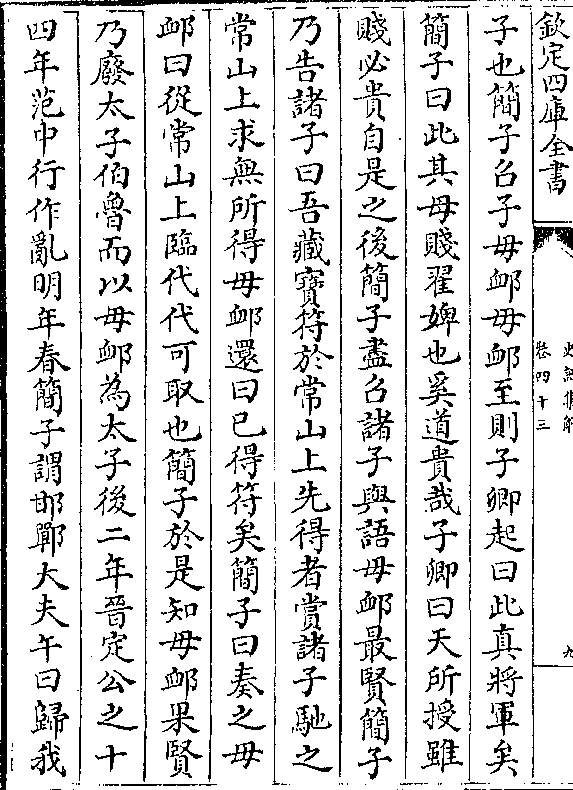 欽定四庫全書
史記集解
卷四十三
九
子也簡子召子毋卹毋卹至則子卿起曰此真將軍矣
簡子曰此其母賤翟婢也奚道貴哉子卿曰天所授雖
賤必貴自是之後簡子盡召諸子與語毋卹最賢簡子
乃告諸子曰吾藏寶符於常山上先得者賞諸子馳之
常山上求無所得毋卹還曰已得符矣簡子曰奏之毋
卹曰從常山上臨代代可取也簡子於是知毋卹果賢
乃廢太子伯魯而以毋卹為太子後二年晉定公之十
四年范中行作亂明年春簡子謂邯鄲大夫午曰歸我